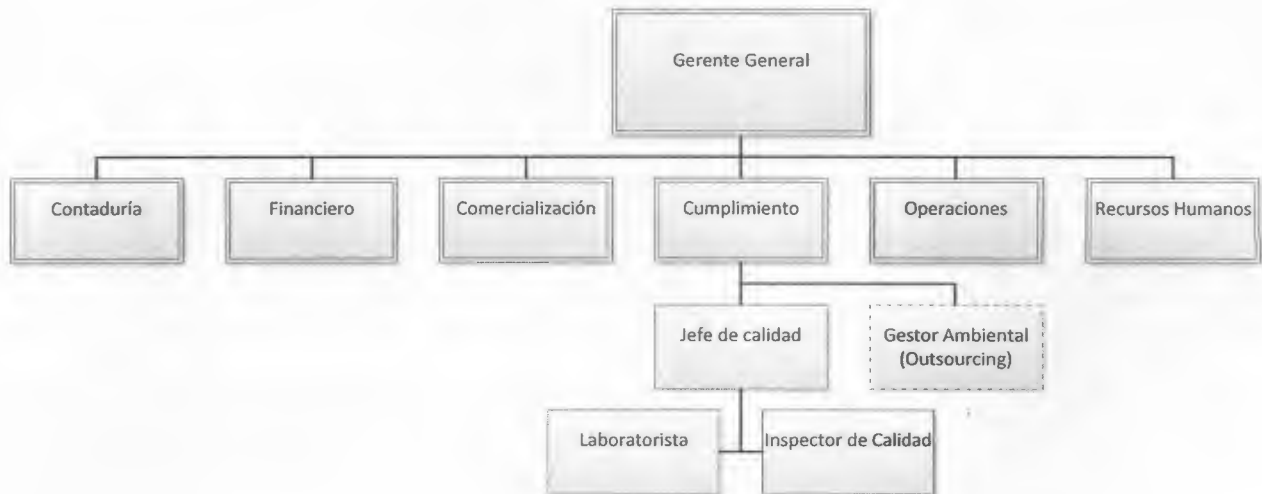 Gerente General
Contaduría
Financiero
Comercialización
Cumplimiento
Operaciones
Recursos Humanos
Jefe de calidad
Gestor Ambiental
(Outsourcing)
Laboratorista
Inspector de Calidad